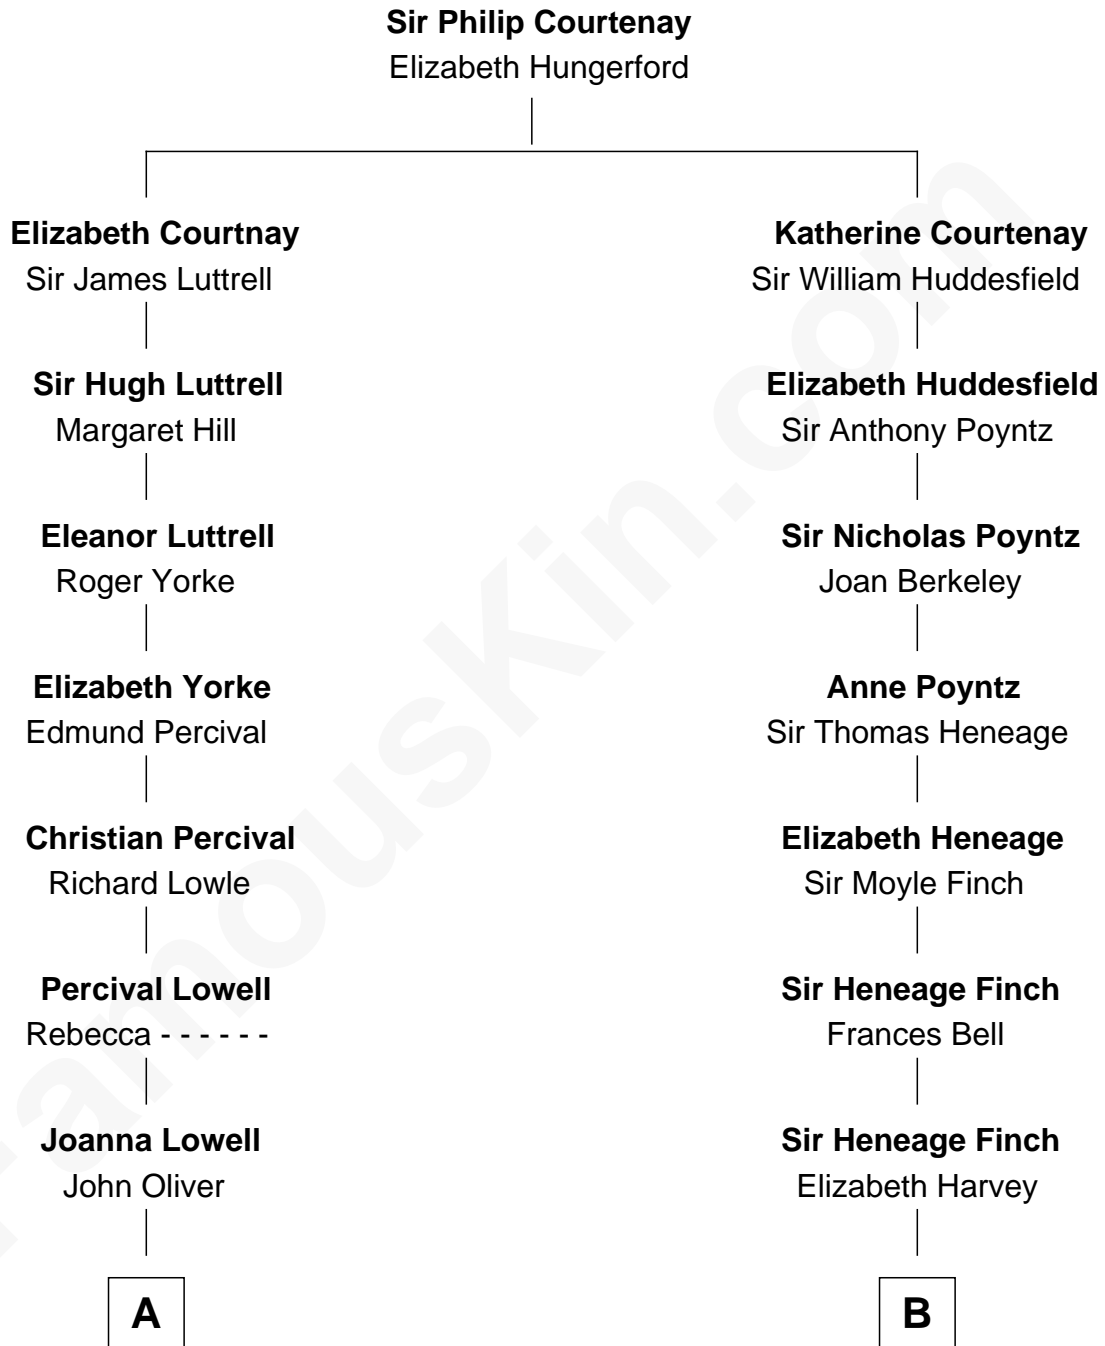 Sir Philip Courtenay
Elizabeth Hungerford
Elizabeth Courtnay
Sir James Luttrell
Katherine Courtenay
Sir William Huddesfield
Sir Hugh Luttrell
Margaret Hill
Elizabeth Huddesfield
Sir Anthony Poyntz
Eleanor Luttrell
Roger Yorke
Sir Nicholas Poyntz
Joan Berkeley
Elizabeth Yorke
Edmund Percival
Anne Poyntz
Sir Thomas Heneage
Christian Percival
Richard Lowle
Elizabeth Heneage
Sir Moyle Finch
Percival Lowell
Rebecca - - - - - -
Sir Heneage Finch
Frances Bell
Joanna Lowell
John Oliver
Sir Heneage Finch
Elizabeth Harvey
A
B
FamousKin.com